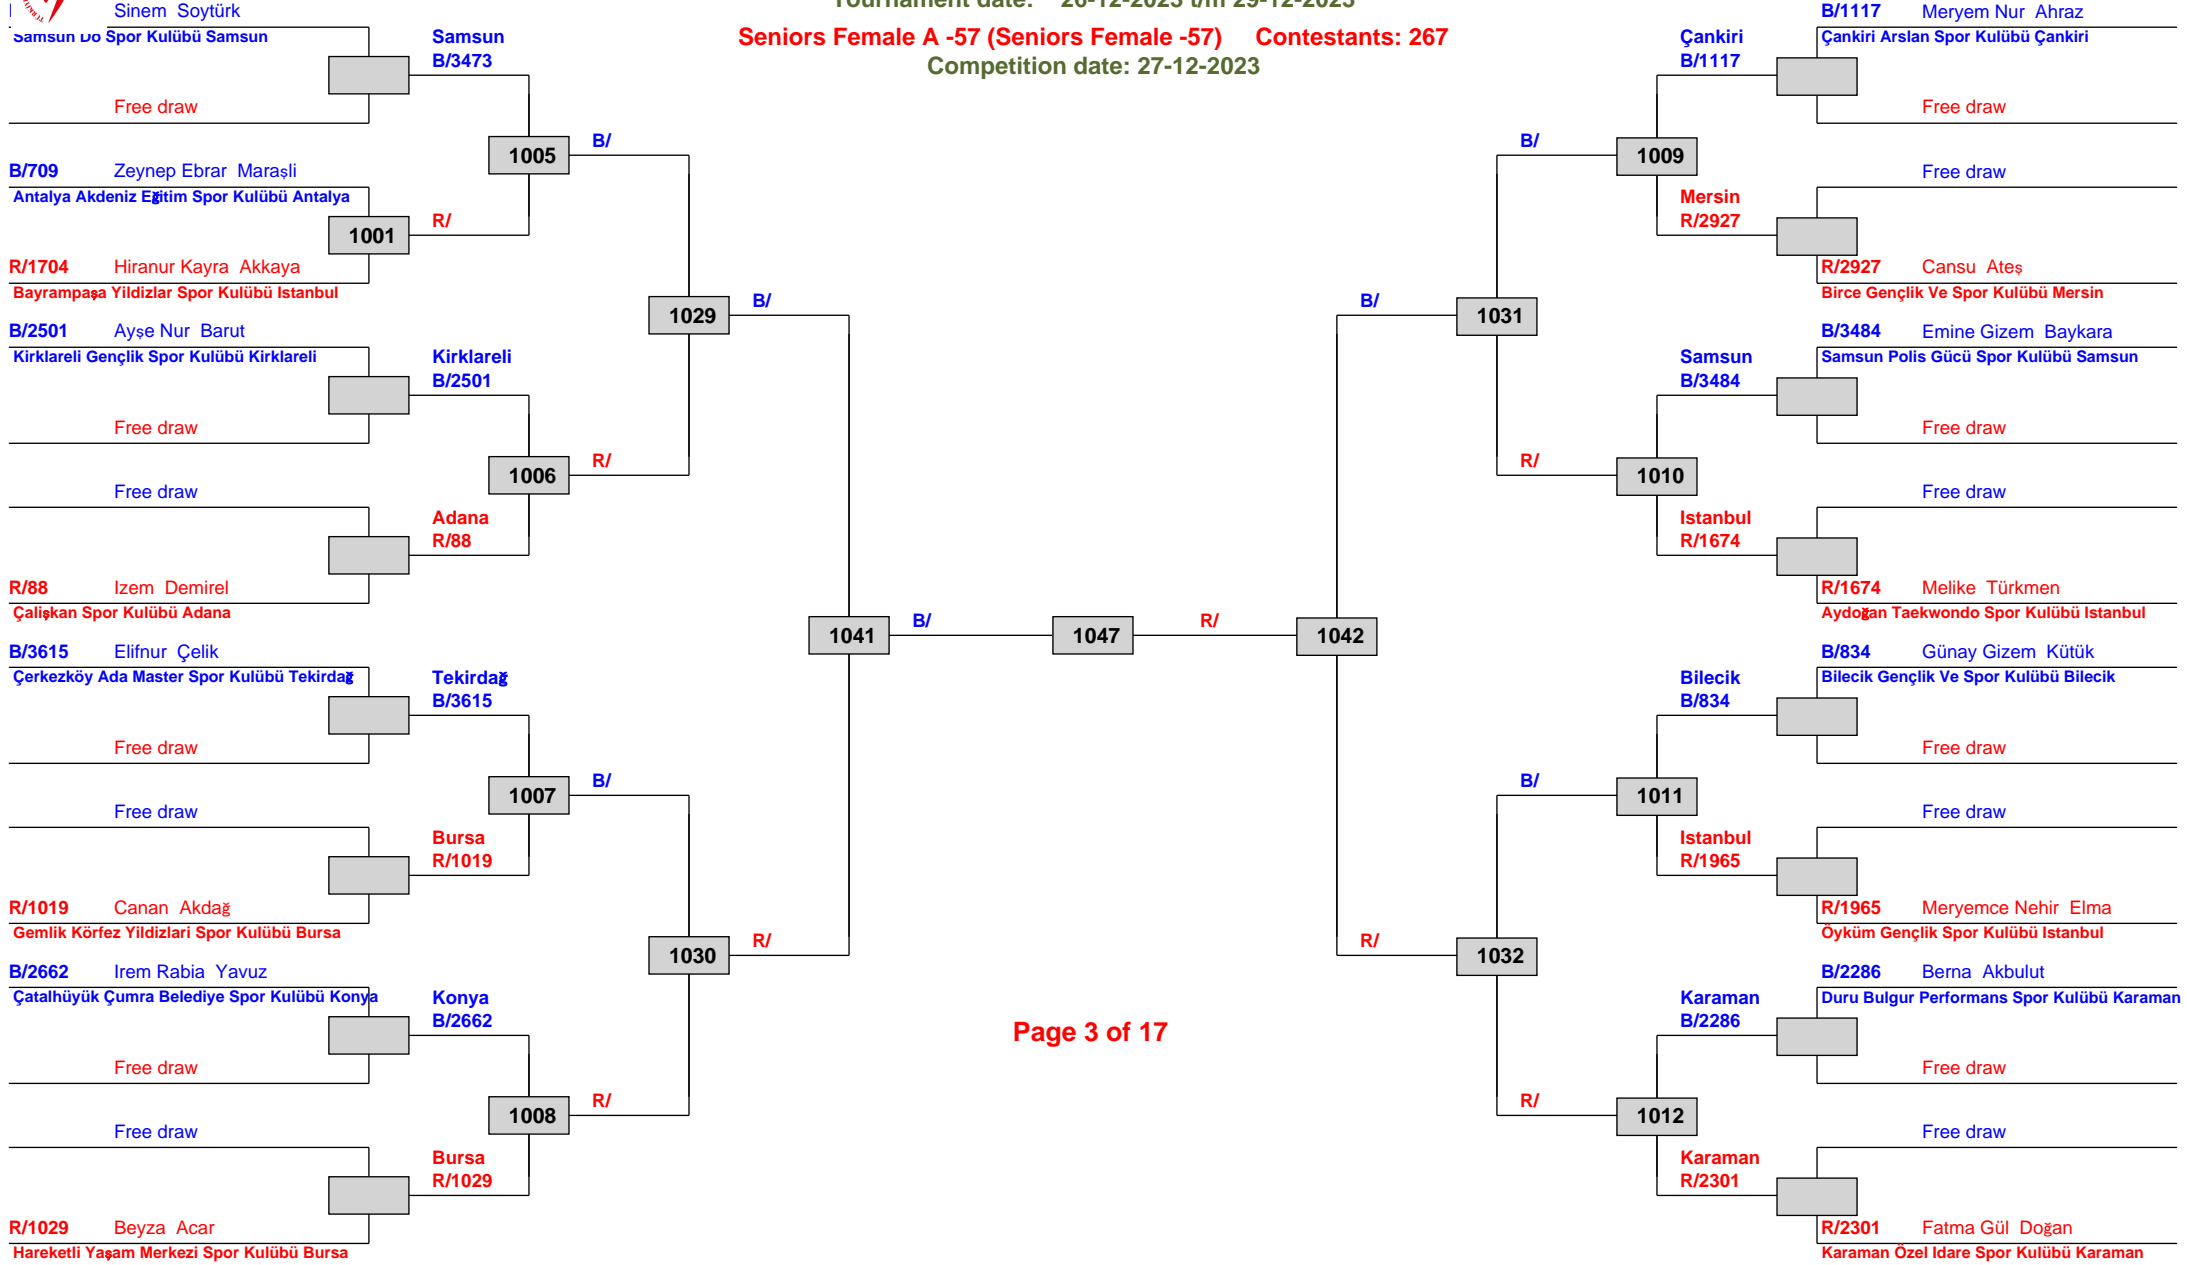 Tournament date: 26-12-2023 t/m 29-12-2023
Seniors Female A -57 (Seniors Female -57) Contestants: 267
Competition date: 27-12-2023
Sinem Soytürk
Samsun Do Spor Kulübü Samsun
Free draw
B/709 Zeynep Ebrar Maraşli
Antalya Akdeniz Eğitim Spor Kulübü Antalya
1001
R/1704 Hiranur Kayra Akkaya
Bayrampaşa Yildizlar Spor Kulübü Istanbul
B/2501 Ayşe Nur Barut
Kirklareli Gençlik Spor Kulübü Kirklareli
Free draw
Free draw
R/88 Izem Demirel
Çalişkan Spor Kulübü Adana
B/3615 Elifnur Çelik
Çerkezköy Ada Master Spor Kulübü Tekirdağ
Free draw
Free draw
R/1019 Canan Akdağ
Gemlik Körfez Yildizlari Spor Kulübü Bursa
B/2662 Irem Rabia Yavuz
Çatalhüyük Çumra Belediye Spor Kulübü Konya
Free draw
Free draw
R/1029 Beyza Acar
Hareketli Yaşam Merkezi Spor Kulübü Bursa
Samsun
B/3473
1005
R/
Kirklareli
B/2501
1006
Adana
R/88
Tekirdağ
B/3615
1007
Bursa
R/1019
Konya
B/2662
1008
Bursa
R/1029
B/
1029
R/
B/
1030
R/
B/
1041
R/
B/
1047
R/
B/
1042
R/
B/
1031
R/
B/
1032
R/
Çankiri
B/1117
1009
Mersin
R/2927
Samsun
B/3484
1010
Istanbul
R/1674
Bilecik
B/834
1011
Istanbul
R/1965
Karaman
B/2286
1012
Karaman
R/2301
B/1117 Meryem Nur Ahraz
Çankiri Arslan Spor Kulübü Çankiri
Free draw
Free draw
R/2927 Cansu Ateş
Birce Gençlik Ve Spor Kulübü Mersin
B/3484 Emine Gizem Baykara
Samsun Polis Gücü Spor Kulübü Samsun
Free draw
Free draw
R/1674 Melike Türkmen
Aydoğan Taekwondo Spor Kulübü Istanbul
B/834 Günay Gizem Kütük
Bilecik Gençlik Ve Spor Kulübü Bilecik
Free draw
Free draw
R/1965 Meryemce Nehir Elma
Öyküm Gençlik Spor Kulübü Istanbul
B/2286 Berna Akbulut
Duru Bulgur Performans Spor Kulübü Karaman
Free draw
Free draw
R/2301 Fatma Gül Doğan
Karaman Özel Idare Spor Kulübü Karaman
Page 3 of 17